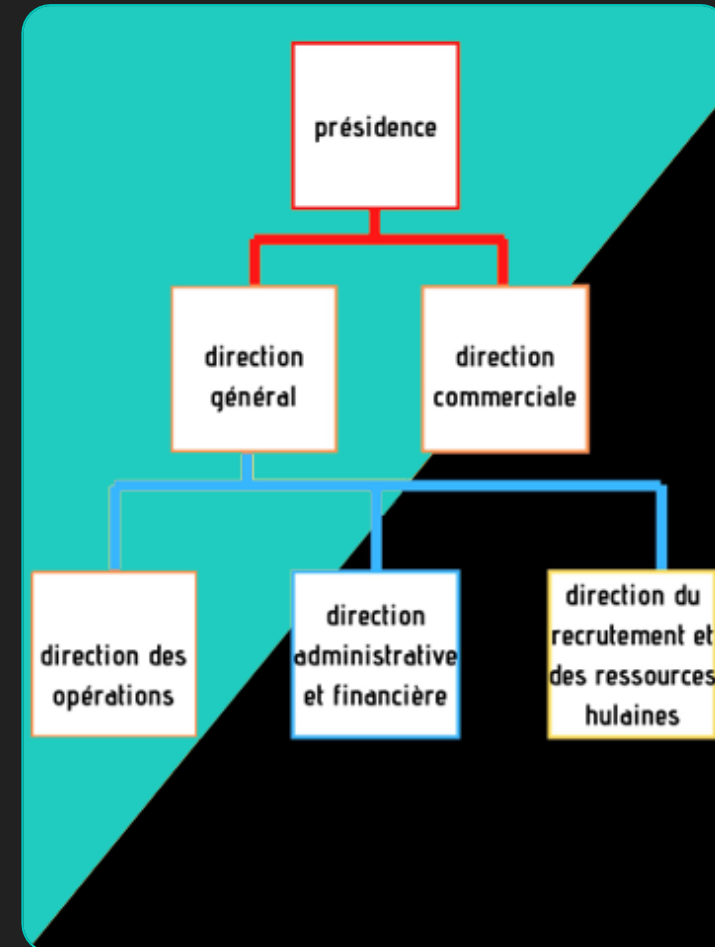 présidence
direction
général
direction
commerciale
direction des
opérations
direction
administrative
et financière
direction du
recrutement et
des ressources
hulaines